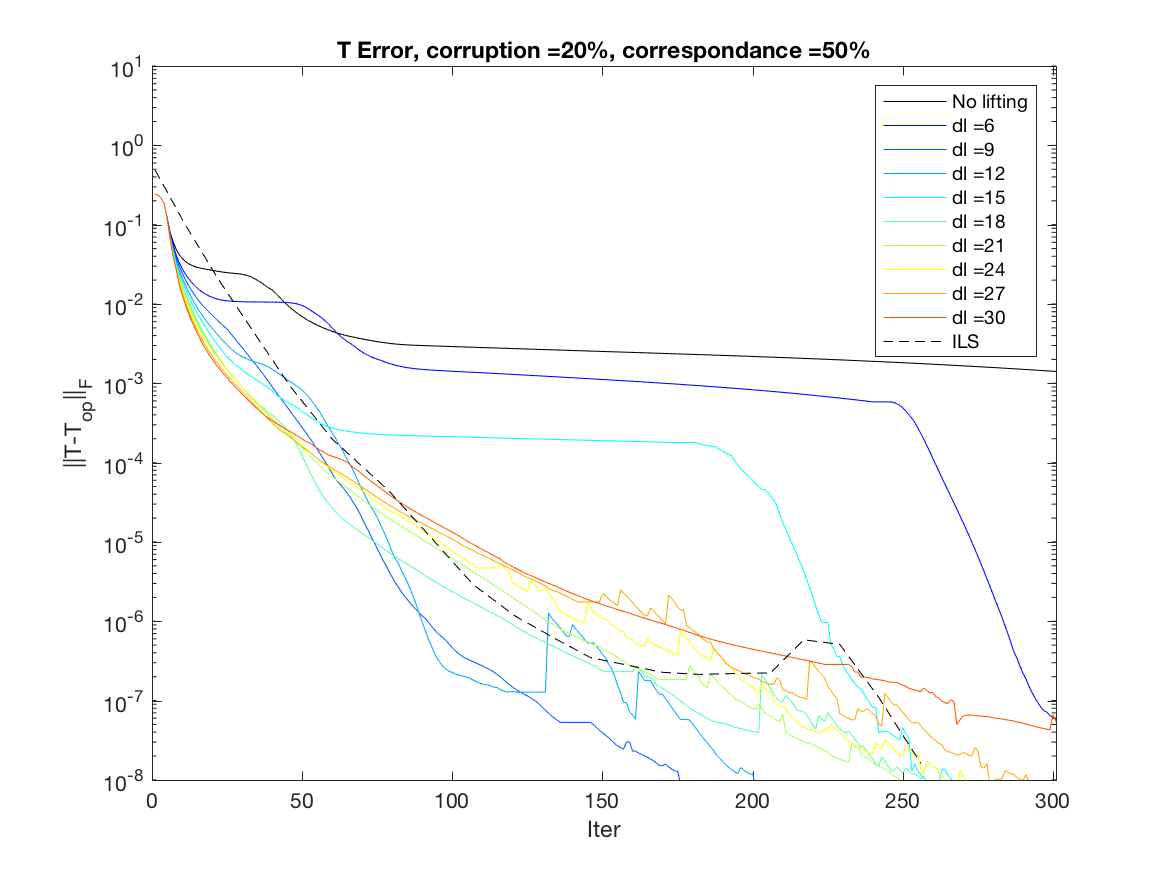 T Error, corruption =20%, correspondance =50%
10^1
10^0
10^-1
10^-2
10^-3
10^-4
10^-5
10^-6
10^-7
10^-8
||T-T_op||_F
0 50 100 150 200 250 300
Iter
No lifting
dl =6
dl =9
dl =12
dl =15
dl =18
dl =21
dl =24
dl =27
dl =30
ILS